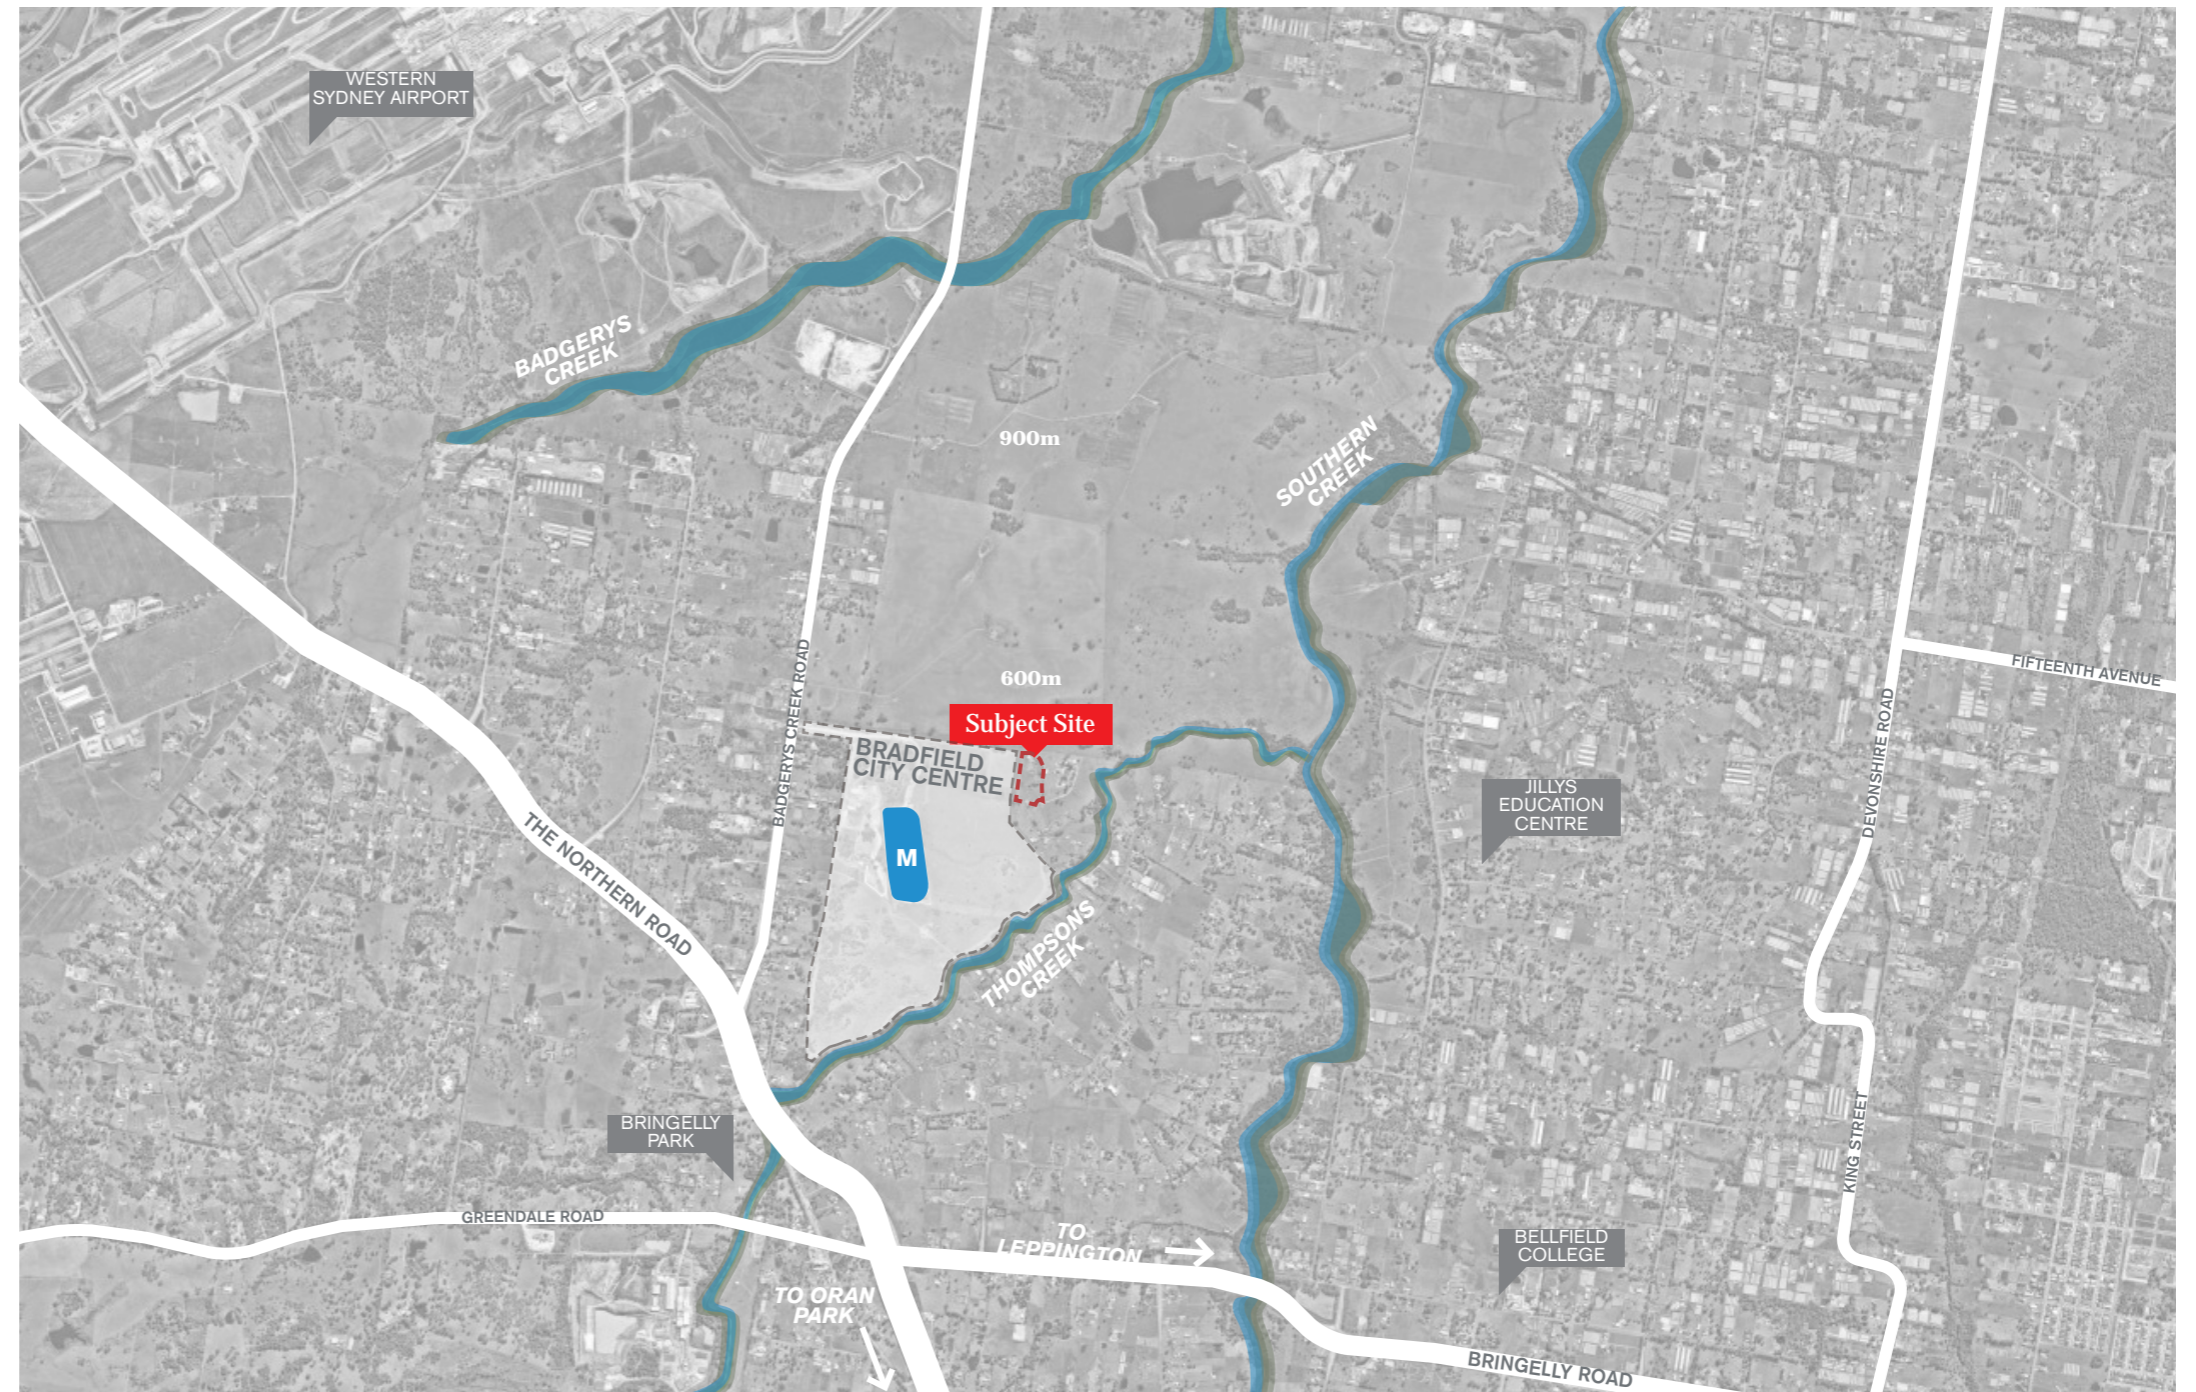 WESTERN
SYDNEY AIRPORT
BADGERYS
CREEK
900m
SOUTHERN
CREEK
BADGERYS CREEK ROAD
600m
FIFTEENTH AVENUE
Subject Site
BRADFIELD
CITY CENTRE
DEVONSHIRE ROAD
JILLYS
EDUCATION
CENTRE
THE NORTHERN ROAD
M
THOMPSONS
CREEK
BRINGELLY
PARK
KING STREET
GREENDALE ROAD
TO
LEPPINGTON
BELLFIELD
COLLEGE
TO ORAN
PARK
BRINGELLY ROAD